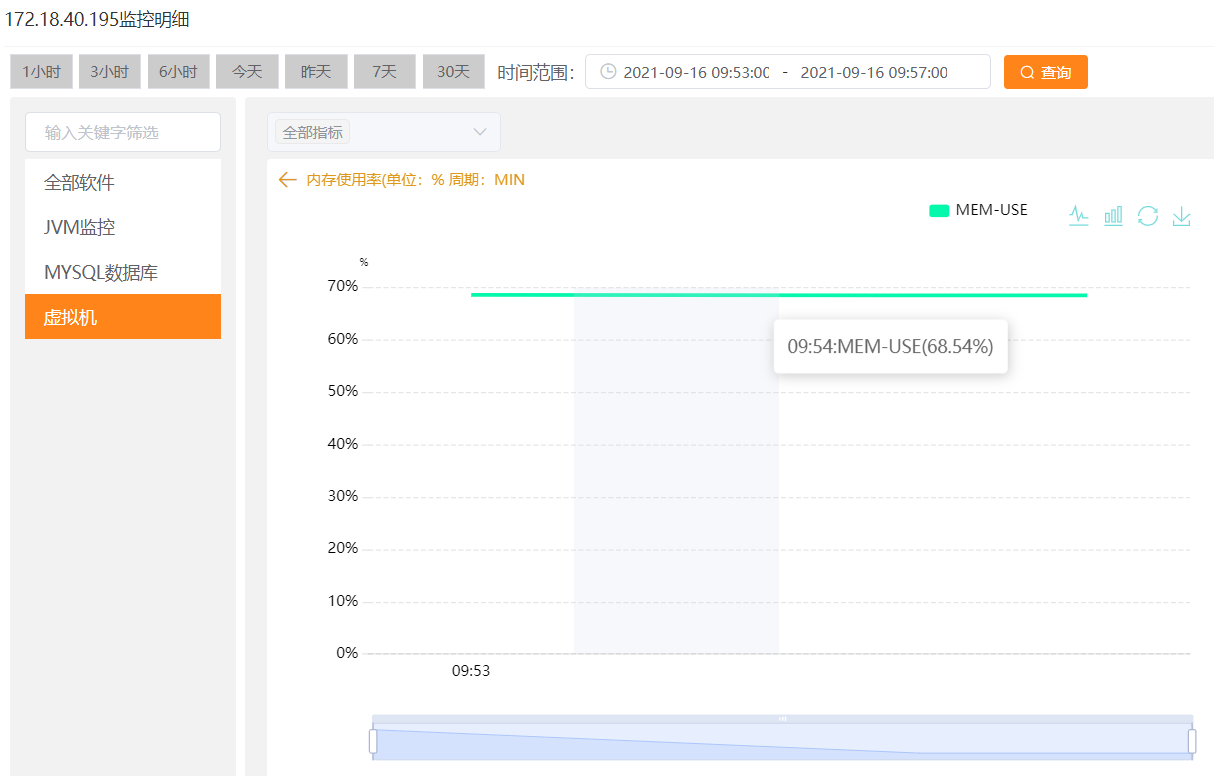 172.18.40.195监控明细
1小时 3小时 6小时 今天 昨天 7天 30天 时间范围： 2021-09-16 09:53:00 - 2021-09-16 09:57:00 查询
输入关键字筛选
全部指标
全部软件
JVM监控
MYSQL数据库
虚拟机
内存使用率(单位：% 周期：MIN
MEM-USE
%
70%
60%
09:54:MEM-USE(68.54%)
50%
40%
30%
20%
10%
0%
09:53